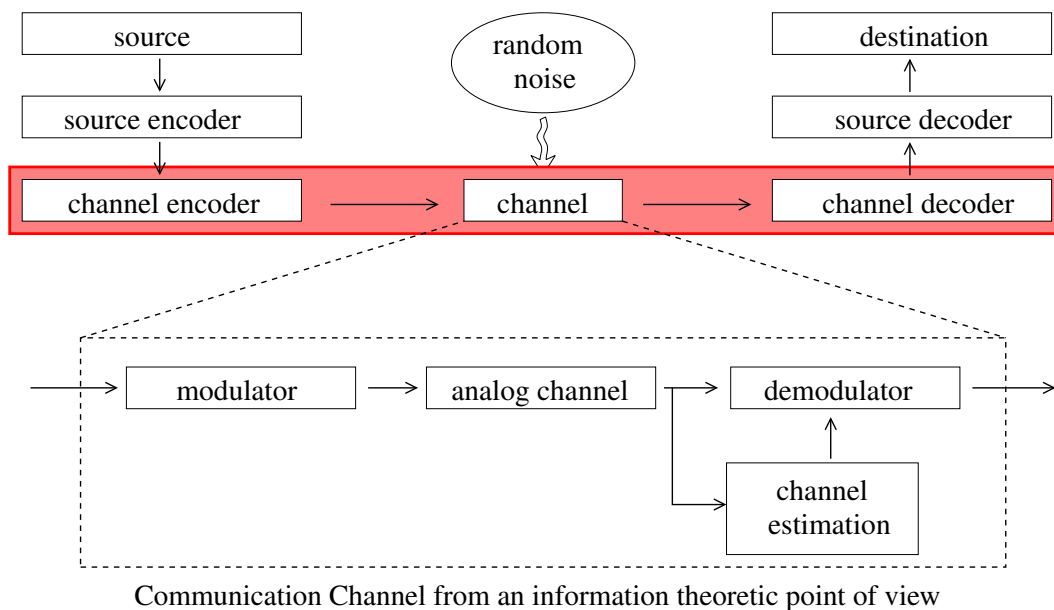 source
random
noise
destination
source encoder
source decoder
channel encoder
channel
channel decoder
modulator
analog channel
demodulator
channel
estimation
Communication Channel from an information theoretic point of view